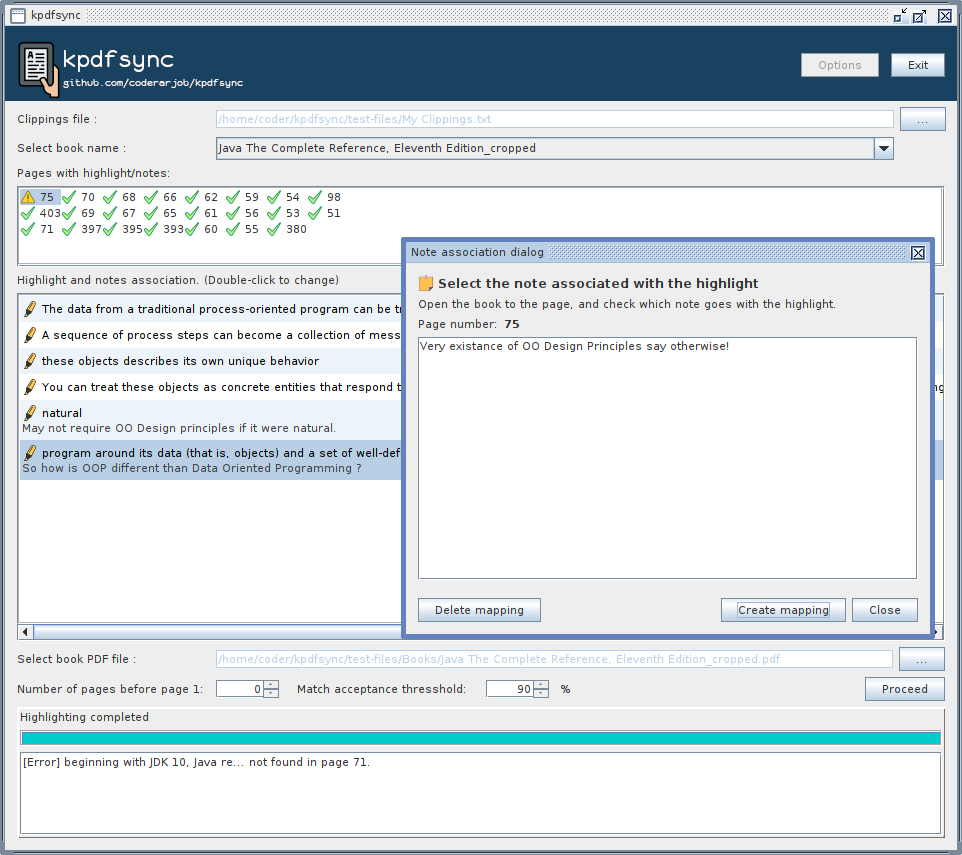 kpdfsync
kpdfsync
github.com/coderarjob/kpdfsync
Options
Exit
Clippings file :
/home/coder/kpdfsync/test-files/My Clippings.txt
...
Select book name :
Java The Complete Reference, Eleventh Edition_cropped
Pages with highlight/notes:
75 70 68 66 62 59 54 98
403 69 67 65 61 56 53 51
71 397 395 393 60 55 380
Highlight and notes association. (Double-click to change)
The data from a traditional process-oriented program can be tr
A sequence of process steps can become a collection of mess
these objects describes its own unique behavior
You can treat these objects as concrete entities that respond t
natural
May not require OO Design principles if it were natural.
program around its data (that is, objects) and a set of well-def
So how is OOP different than Data Oriented Programming ?
Note association dialog
Select the note associated with the highlight
Open the book to the page, and check which note goes with the highlight.
Page number: 75
Very existance of OO Design Principles say otherwise!
Delete mapping
Create mapping
Close
Select book PDF file :
/home/coder/kpdfsync/test-files/Books/Java The Complete Reference, Eleventh Edition_cropped.pdf
...
Number of pages before page 1: 0
Match acceptance thresshold: 90 %
Proceed
Highlighting completed
[Error] beginning with JDK 10, Java re... not found in page 71.